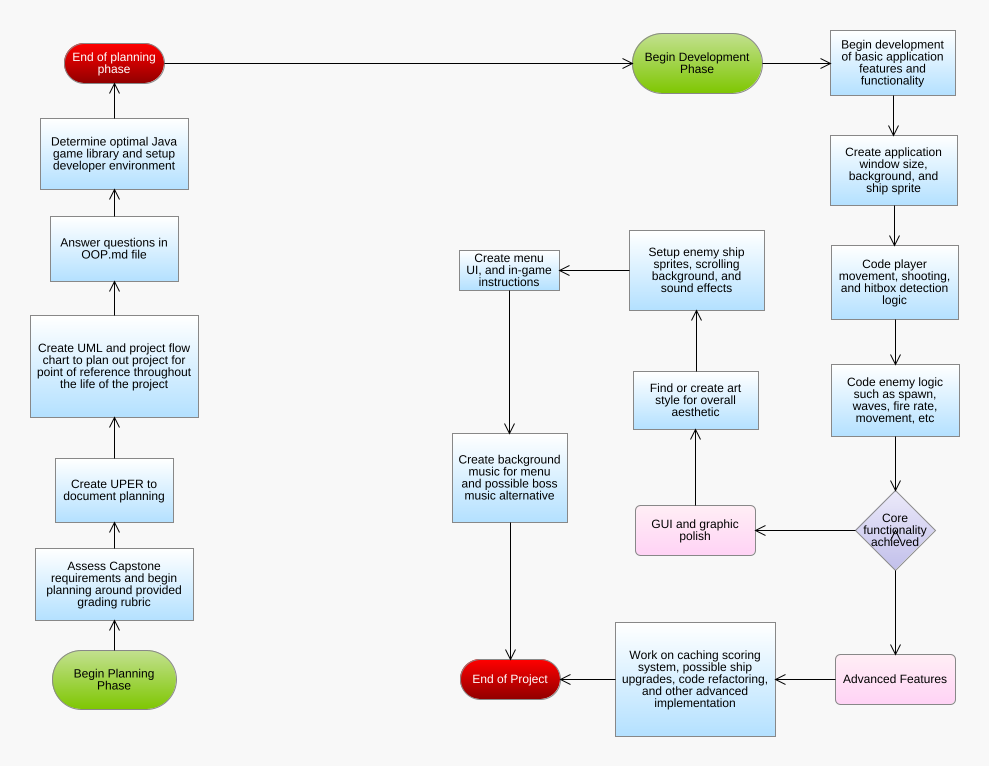 End of planning
phase
Begin Development
Phase
Begin development
of basic application
features and
functionality
Determine optimal Java
game library and setup
developer environment
Create application
window size,
background, and
ship sprite
Answer questions in
OOP.md file
Create menu
UI, and in-game
instructions
Setup enemy ship
sprites, scrolling
background, and
sound effects
Code player
movement, shooting,
and hitbox detection
logic
Create UML and project flow
chart to plan out project for
point of reference throughout
the life of the project
Find or create art
style for overall
aesthetic
Code enemy logic
such as spawn,
waves, fire rate,
movement, etc
Create UPER to
document planning
Create background
music for menu
and possible boss
music alternative
GUI and graphic
polish
Core
functionality
achieved
Assess Capstone
requirements and begin
planning around provided
grading rubric
Begin Planning
Phase
End of Project
Work on caching scoring
system, possible ship
upgrades, code refactoring,
and other advanced
implementation
Advanced Features